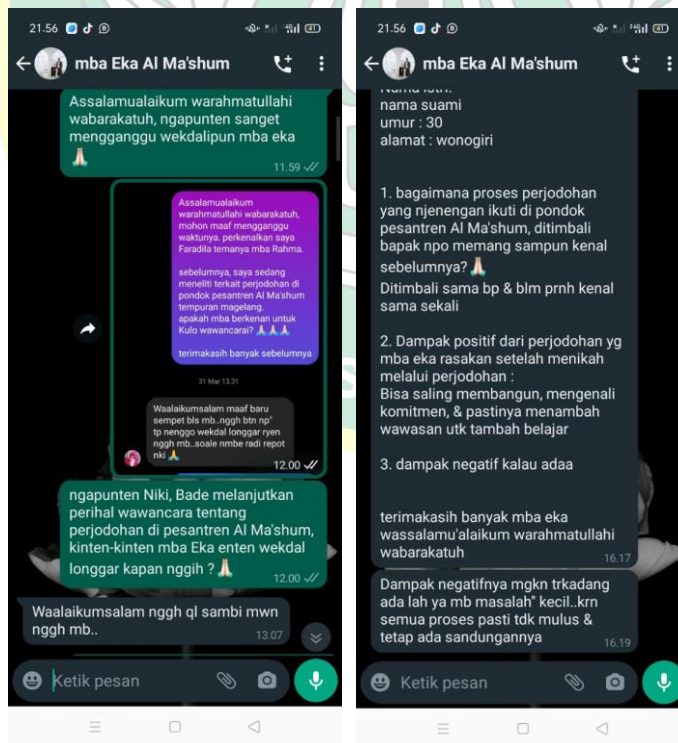 21.56
mba Eka Al Ma'shum
Assalamualaikum warahmatullahi
wabarakatuh, ngapunten sanget
mengganggu wekdalipun mba eka
🙏🏻
11.59
Assalamualaikum
warahmatullahi wabarakatuh,
mohon maaf mengganggu
waktunya. perkenalkan saya
Faradila temanya mba Rahma.
sebelumnya, saya sedang
meneliti terkait perjodohan di
pondok pesantren Al Ma'shum
tempuran magelang.
apakah mba berkenan untuk
Kulo wawancarai? 🙏🏻🙏🏻🙏🏻
terimakasih banyak sebelumnya
31 Mar 13.31
Waalaikumsalam maaf baru
sempet bls mb..nggh btn np"
tp nenggo wekdal longgar ryen
nggh mb..soale nmbe radi repot
nki 🙏
12.00
ngapunten Niki, Bade melanjutkan
perihal wawancara tentang
perjodohan di pesantren Al Ma'shum,
kinten-kinten mba Eka enten wekdal
longgar kapan nggih ? 🙏🏻
12.00
Waalaikumsalam nggh ql sambi mwn
nggh mb..
13.07
Ketik pesan
21.56
mba Eka Al Ma'shum
Nama istri:
nama suami
umur : 30
alamat : wonogiri
1. bagaimana proses perjodohan
yang njenengan ikuti di pondok
pesantren Al Ma'shum, ditimbali
bapak npo memang sampun kenal
sebelumnya? 🙏🏻
Ditimbali sama bp & blm prnh kenal
sama sekali
2. Dampak positif dari perjodohan yg
mba eka rasakan setelah menikah
melalui perjodohan :
Bisa saling membangun, mengenali
komitmen, & pastinya menambah
wawasan utk tambah belajar
3. dampak negatif kalau adaa
terimakasih banyak mba eka
wassalamu'alaikum warahmatullahi
wabarakatuh
16.17
Dampak negatifnya mgkn trkadang
ada lah ya mb masalah" kecil..krn
semua proses pasti tdk mulus &
tetap ada sandungannya
16.19
Ketik pesan